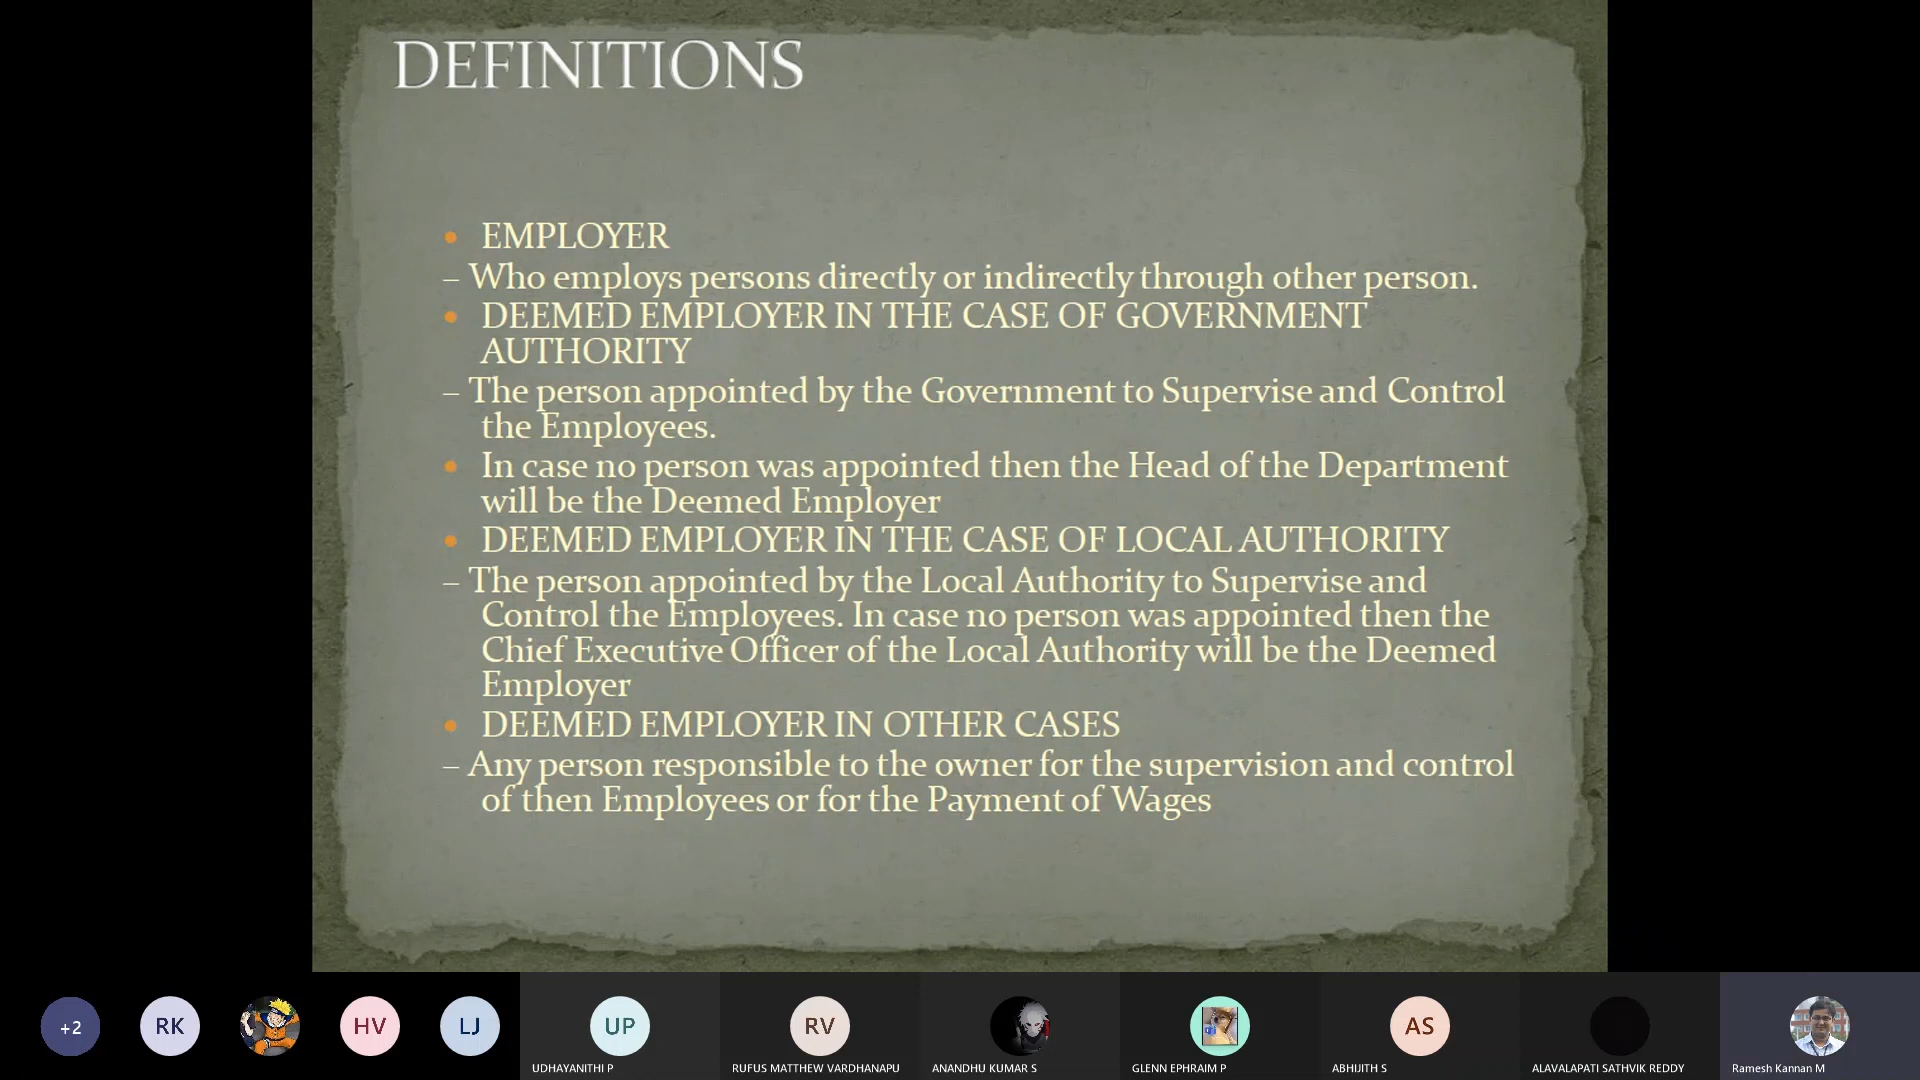 DEFINITIONS
• EMPLOYER
– Who employs persons directly or indirectly through other person.
• DEEMED EMPLOYER IN THE CASE OF GOVERNMENT
AUTHORITY
– The person appointed by the Government to Supervise and Control
the Employees.
• In case no person was appointed then the Head of the Department
will be the Deemed Employer
• DEEMED EMPLOYER IN THE CASE OF LOCAL AUTHORITY
– The person appointed by the Local Authority to Supervise and
Control the Employees. In case no person was appointed then the
Chief Executive Officer of the Local Authority will be the Deemed
Employer
• DEEMED EMPLOYER IN OTHER CASES
– Any person responsible to the owner for the supervision and control
of then Employees or for the Payment of Wages
+2 RK HV LJ UP RV AS
UDHAYANITHI P RUFUS MATTHEW VARDHANAPU ANANDHU KUMAR S GLENN EPHRAIM P ABHIJITH S ALAVALAPATI SATHVIK REDDY Ramesh Kannan M